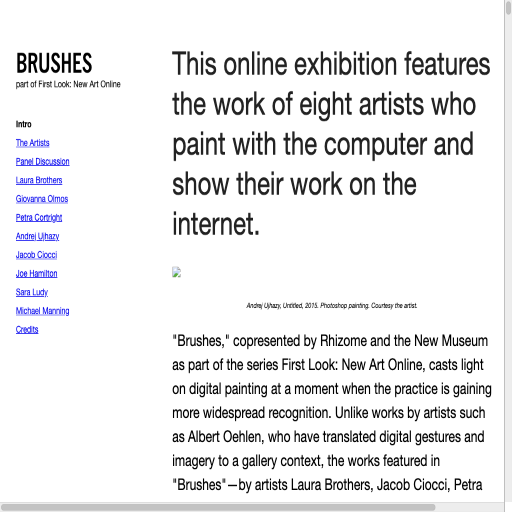 BRUSHES
part of First Look: New Art Online
Intro
The Artists
Panel Discussion
Laura Brothers
Giovanna Olmos
Petra Cortright
Andrej Ujhazy
Jacob Ciocci
Joe Hamilton
Sara Ludy
Michael Manning
Credits
This online exhibition features
the work of eight artists who
paint with the computer and
show their work on the
internet.
Andrej Ujhazy, Untitled, 2015. Photoshop painting. Courtesy the artist.
"Brushes," copresented by Rhizome and the New Museum
as part of the series First Look: New Art Online, casts light
on digital painting at a moment when the practice is gaining
more widespread recognition. Unlike works by artists such
as Albert Oehlen, who have translated digital gestures and
imagery to a gallery context, the works featured in
"Brushes"—by artists Laura Brothers, Jacob Ciocci, Petra